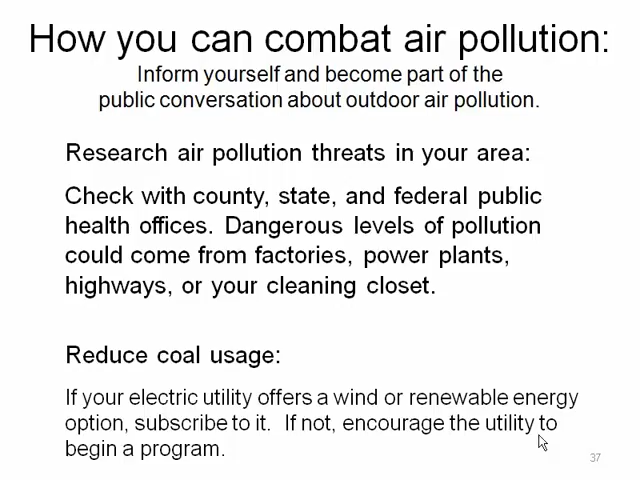 How you can combat air pollution:
Inform yourself and become part of the
public conversation about outdoor air pollution.
Research air pollution threats in your area:
Check with county, state, and federal public
health offices. Dangerous levels of pollution
could come from factories, power plants,
highways, or your cleaning closet.
Reduce coal usage:
If your electric utility offers a wind or renewable energy
option, subscribe to it. If not, encourage the utility to
begin a program.
37